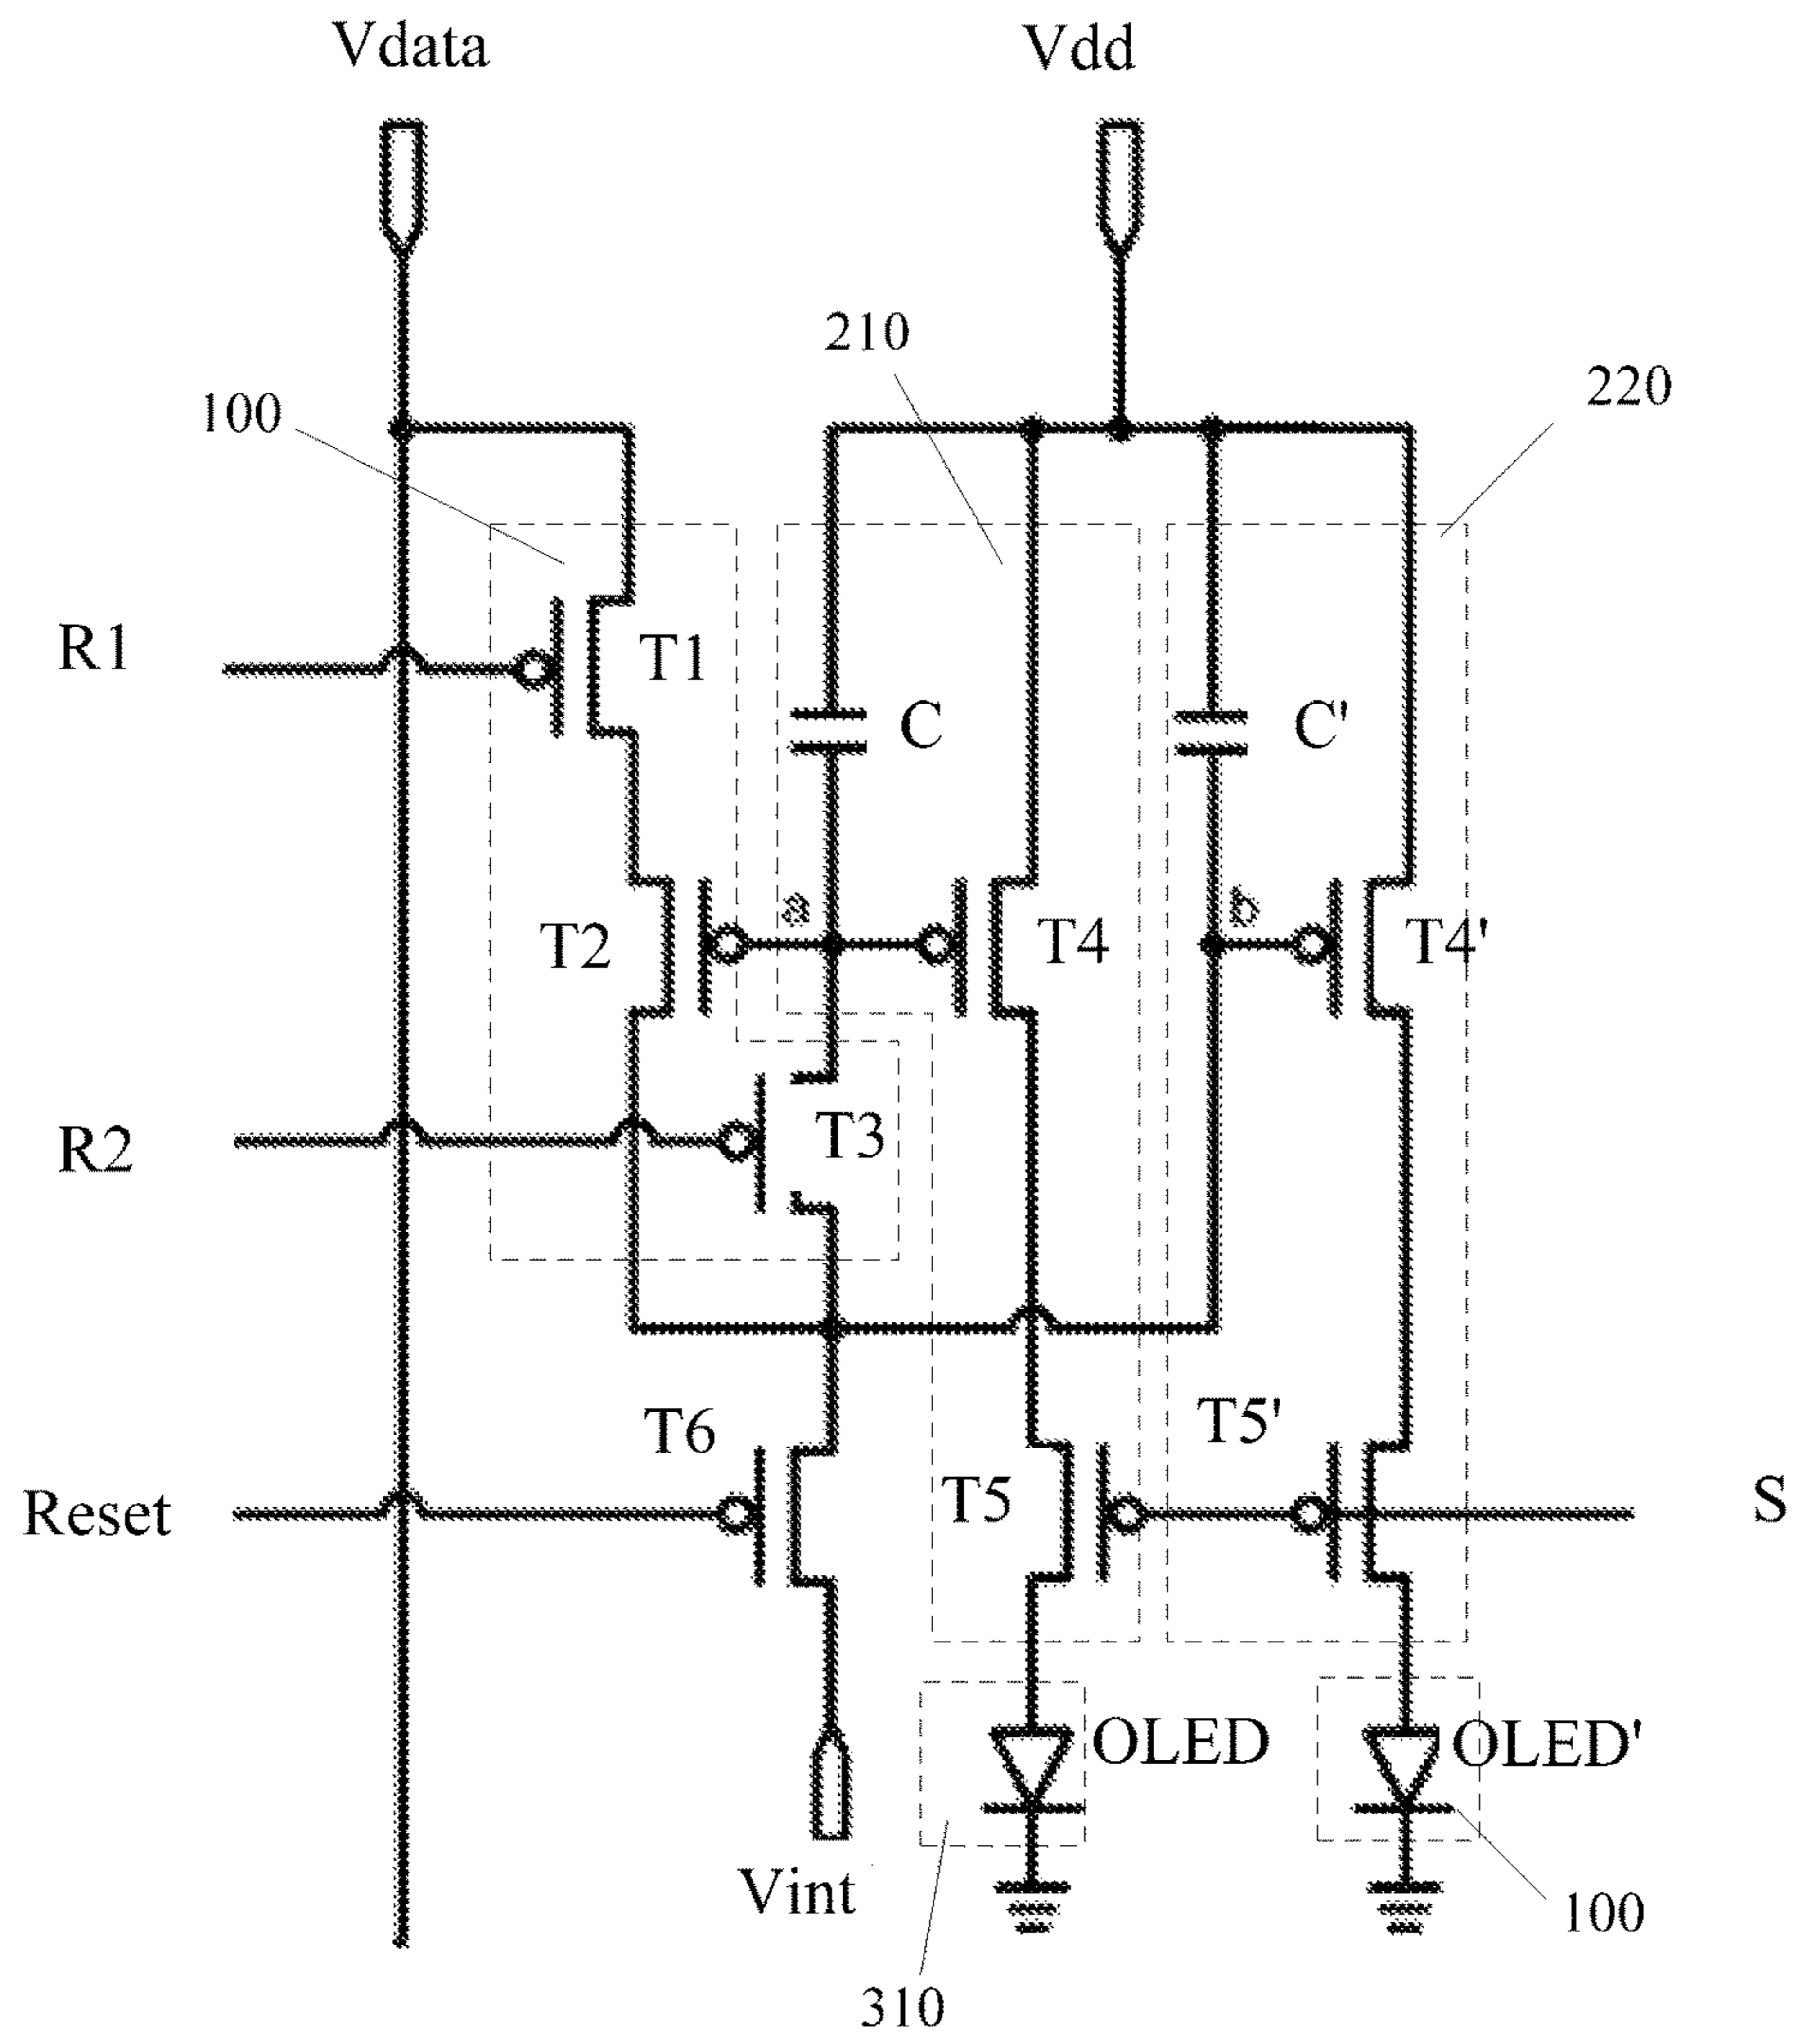 Vdata
Vdd
210
220
100
R1
T1
C
C'
a
b
T2
T4
T4'
R2
T3
T6
T5'
Reset
T5
S
OLED
OLED'
Vint
100
310